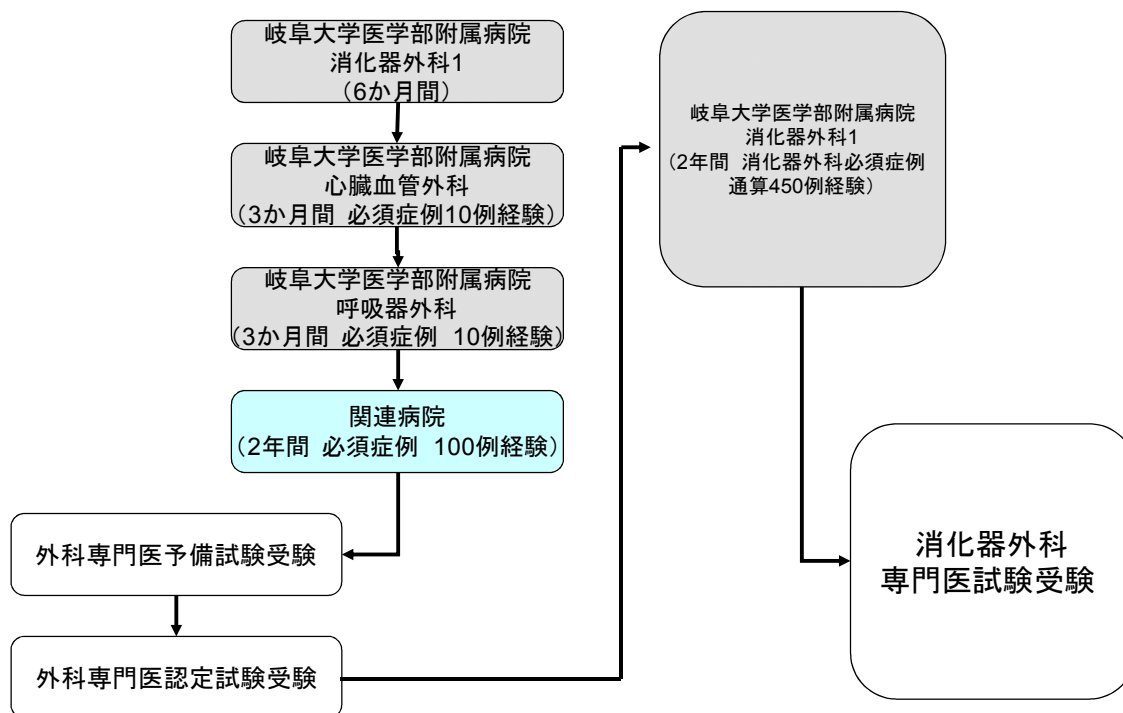 岐阜大学医学部附属病院
消化器外科1
（6か月間）
岐阜大学医学部附属病院
心臓血管外科
（3か月間 必須症例10例経験）
岐阜大学医学部附属病院
呼吸器外科
（3か月間 必須症例 10例経験）
関連病院
（2年間 必須症例 100例経験）
外科専門医予備試験受験
外科専門医認定試験受験
岐阜大学医学部附属病院
消化器外科1
（2年間 消化器外科必須症例
通算450例経験）
消化器外科
専門医試験受験